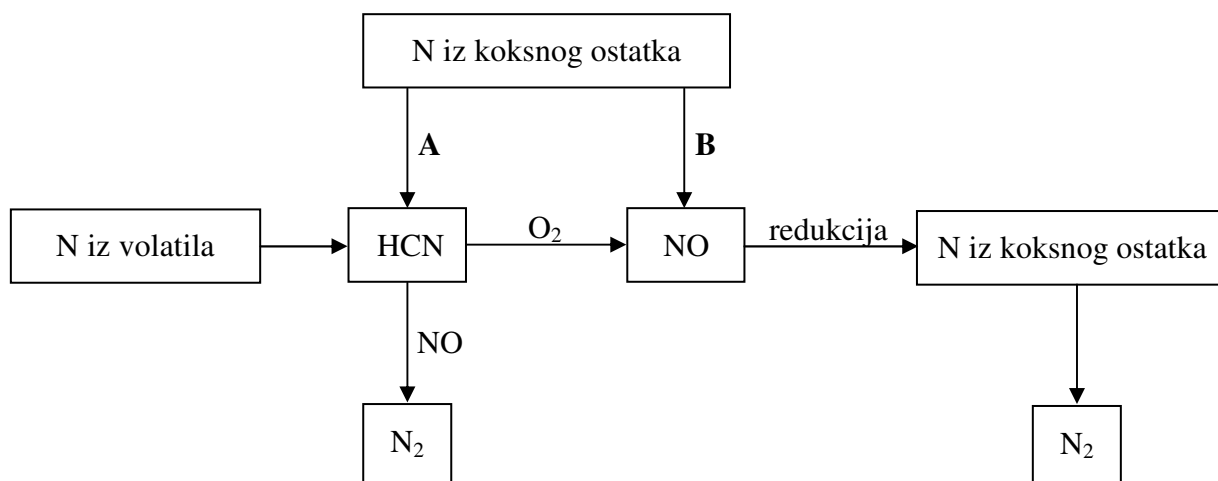 N iz koksnog ostatka
A
B
N iz volatila
HCN
O₂
NO
redukcija
N iz koksnog ostatka
NO
N₂
N₂